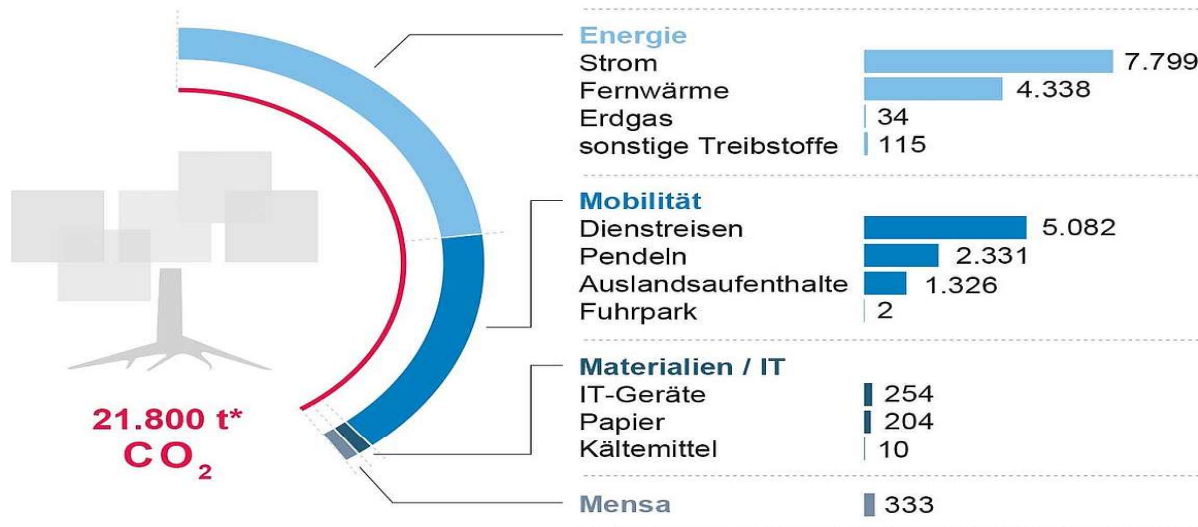 Energie
Strom 7.799
Fernwärme 4.338
Erdgas 34
sonstige Treibstoffe 115
Mobilität
Dienstreisen 5.082
Pendeln 2.331
Auslandsaufenthalte 1.326
Fuhrpark 2
Materialien / IT
IT-Geräte 254
Papier 204
Kältemittel 10
Mensa 333
21.800 t*
CO₂